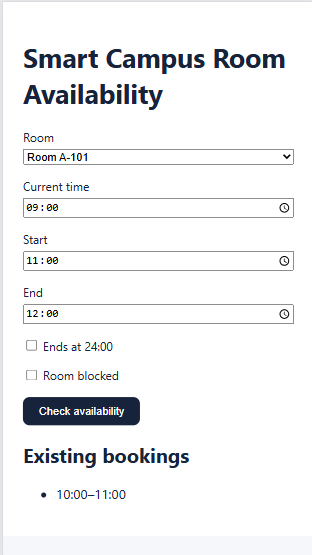 Smart Campus Room
Availability
Room
Room A-101
Current time
09:00
Start
11:00
End
12:00
Ends at 24:00
Room blocked
Check availability
Existing bookings
10:00–11:00